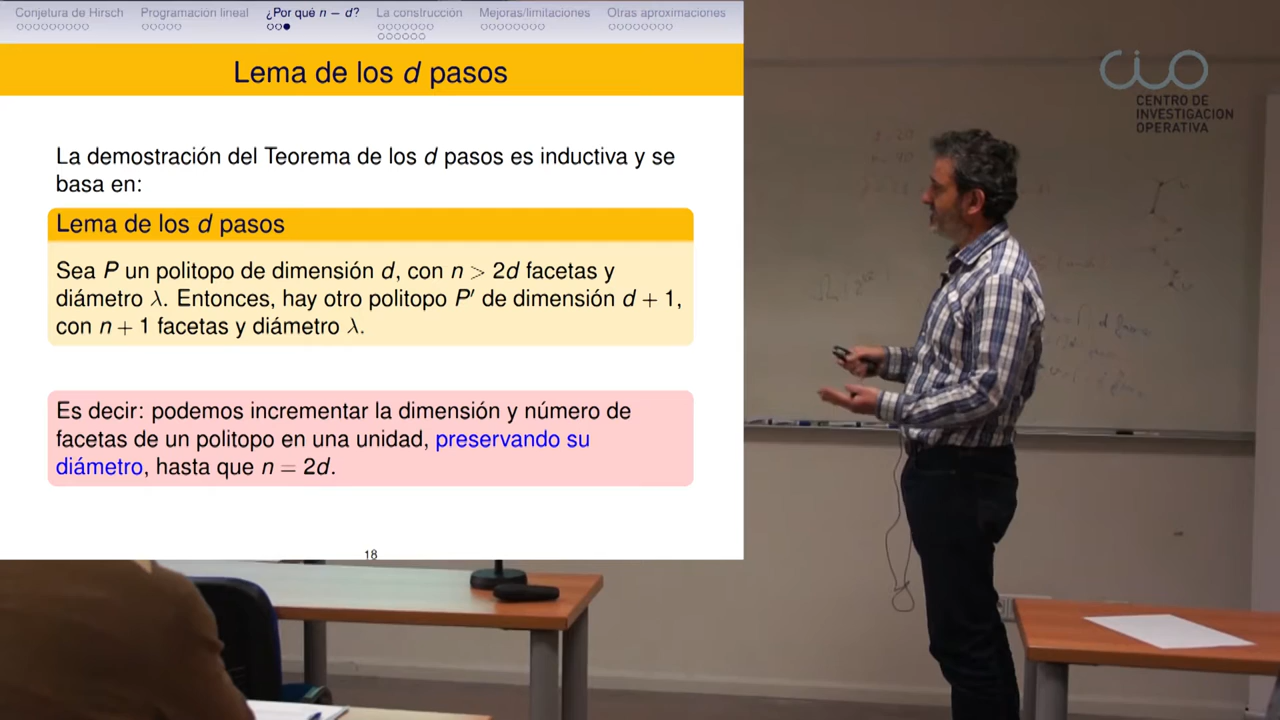 Conjetura de Hirsch Programación lineal ¿Por qué n − d? La construcción Mejoras/limitaciones Otras aproximaciones
Lema de los d pasos
La demostración del Teorema de los d pasos es inductiva y se
basa en:
Lema de los d pasos
Sea P un politopo de dimensión d, con n > 2d facetas y
diámetro λ. Entonces, hay otro politopo P′ de dimensión d + 1,
con n + 1 facetas y diámetro λ.
Es decir: podemos incrementar la dimensión y número de
facetas de un politopo en una unidad, preservando su
diámetro, hasta que n = 2d.
18
CIO
CENTRO DE
INVESTIGACION
OPERATIVA